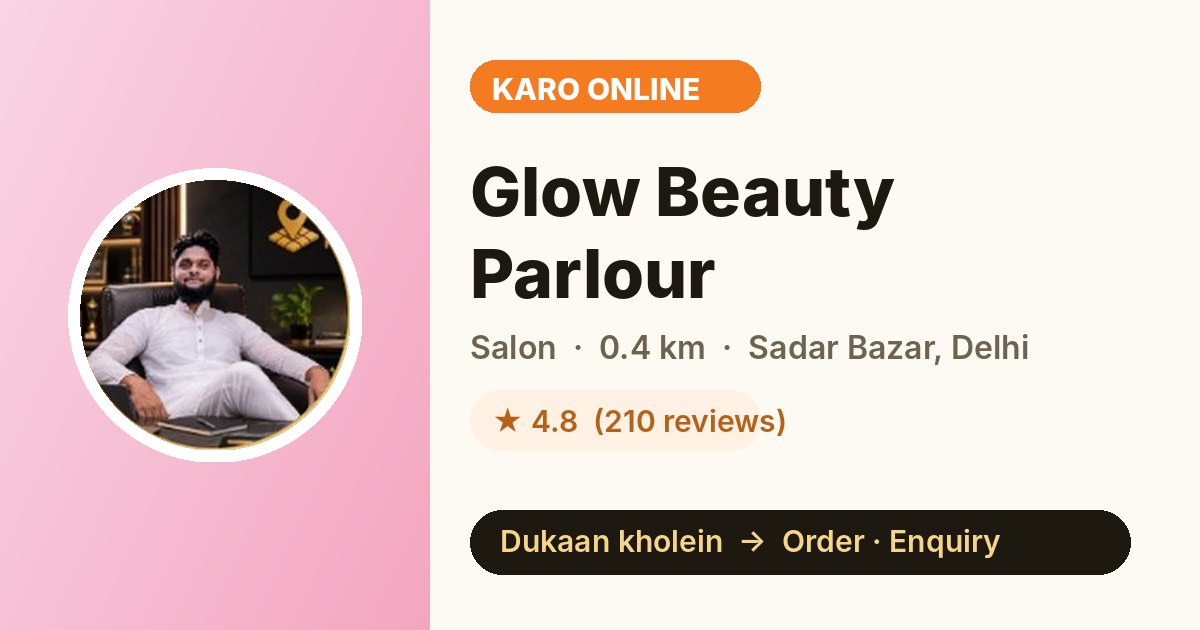 KARO ONLINE
Glow Beauty
Parlour
Salon · 0.4 km · Sadar Bazar, Delhi
★ 4.8 (210 reviews)
Dukaan kholein → Order · Enquiry